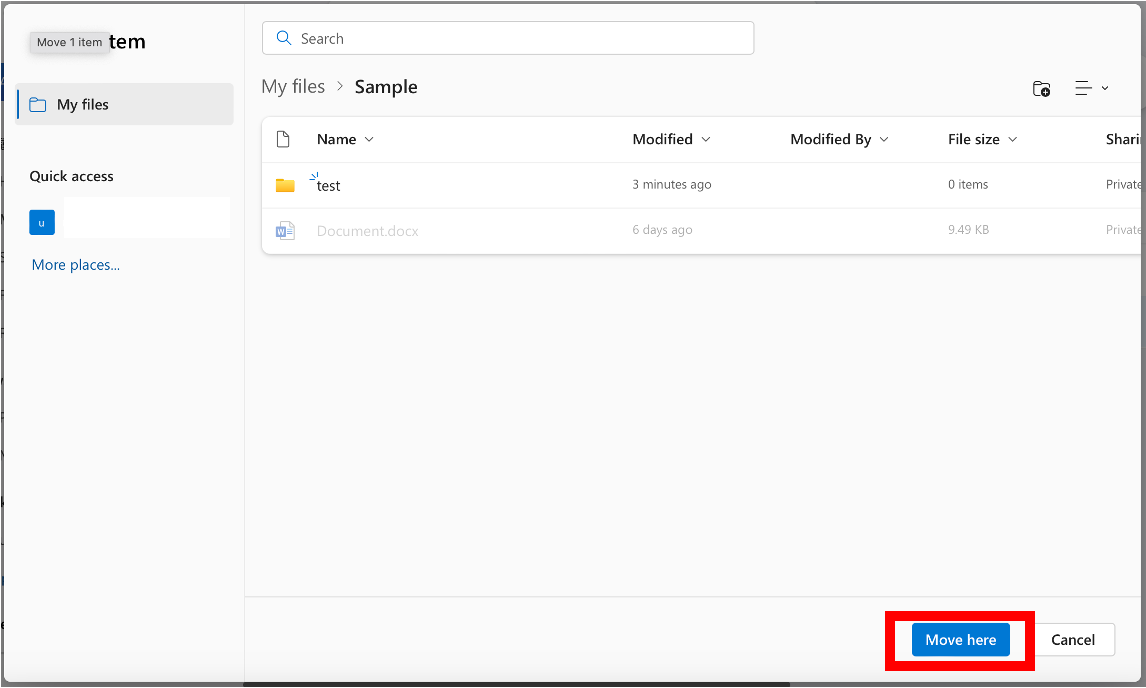 Move 1 item tem
Search
My files
My files > Sample
Name Modified Modified By File size Shari
Quick access
test 3 minutes ago 0 items Private
u
Document.docx 6 days ago 9.49 KB Private
More places...
Move here Cancel